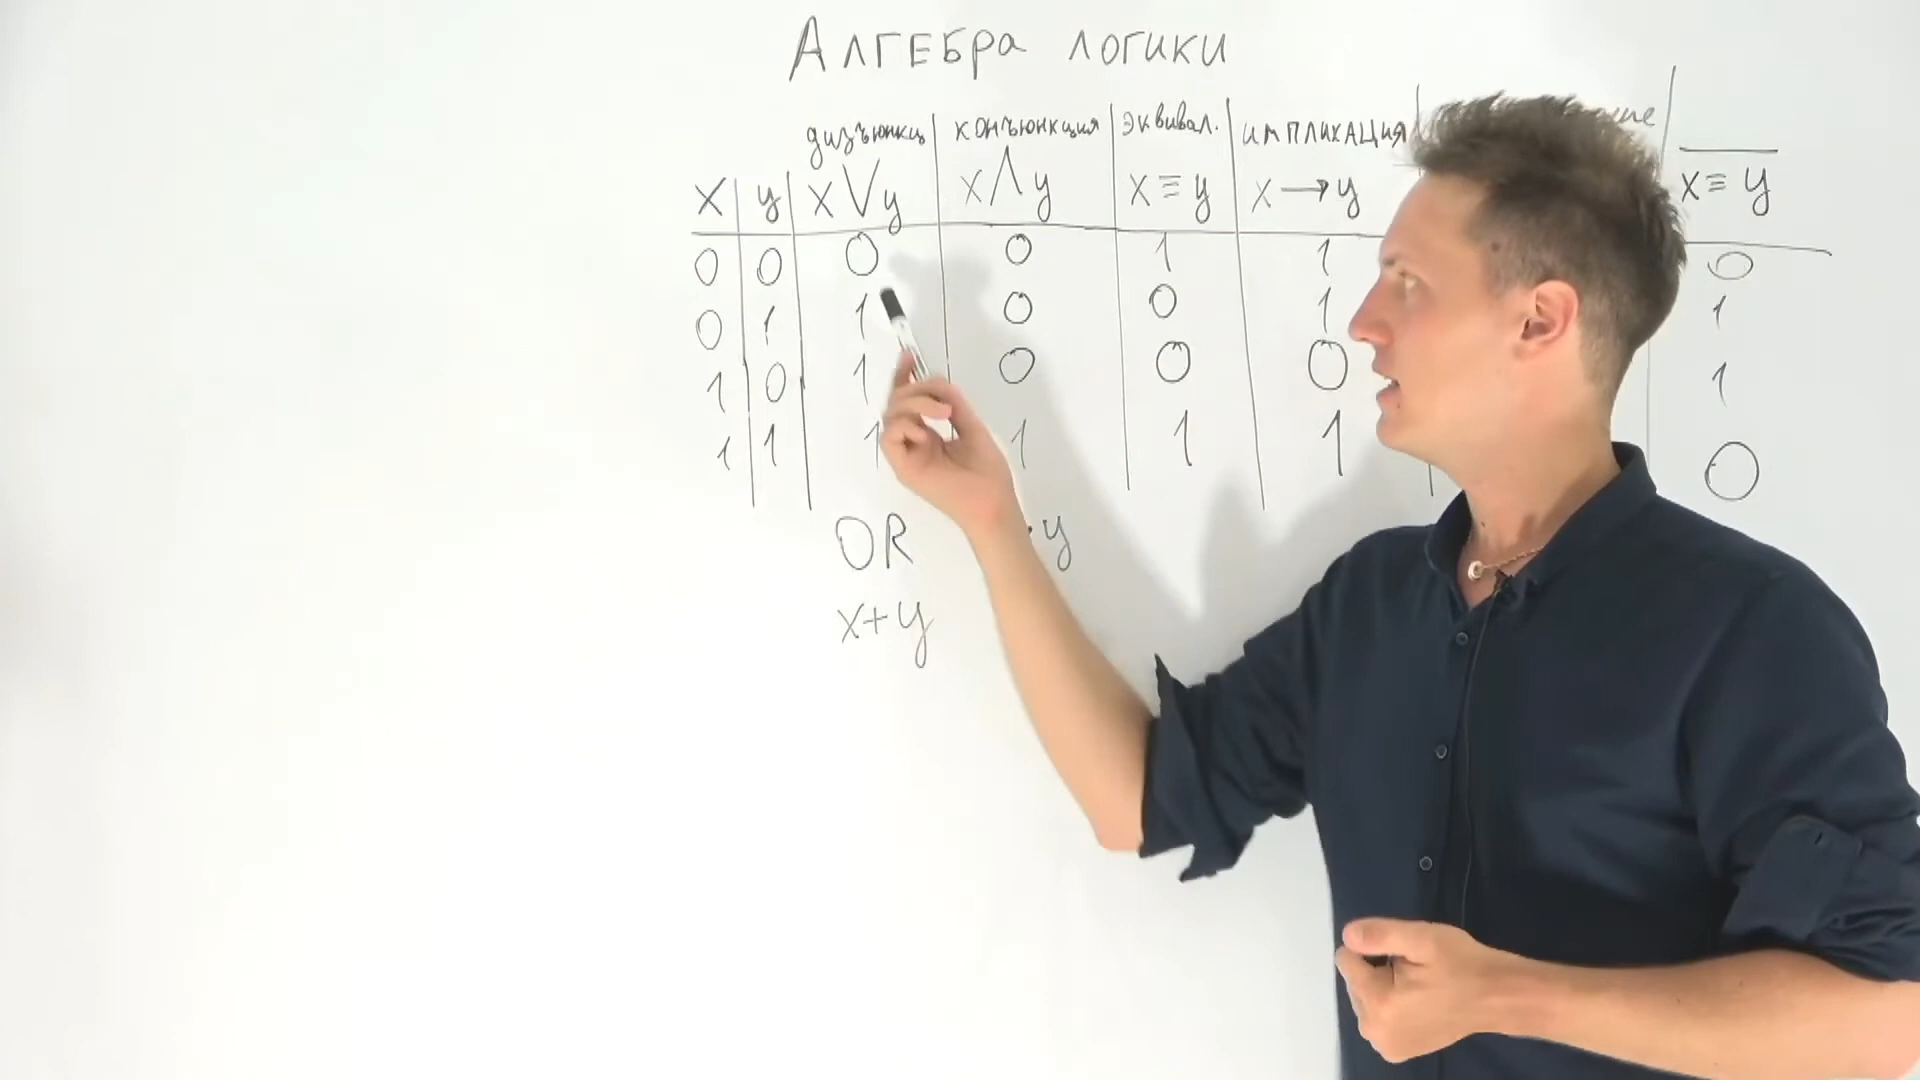 Алгебра логики
дизъюнкц конъюнкция эквивал. импликация
x y x V y x Λ y x ≡ y x → y x ≡ y
0 0 0 0 1 1 0
0 1 1 0 0 1 1
1 0 1 0 0 0 1
1 1 1 1 1 1 0
OR · y
x+y